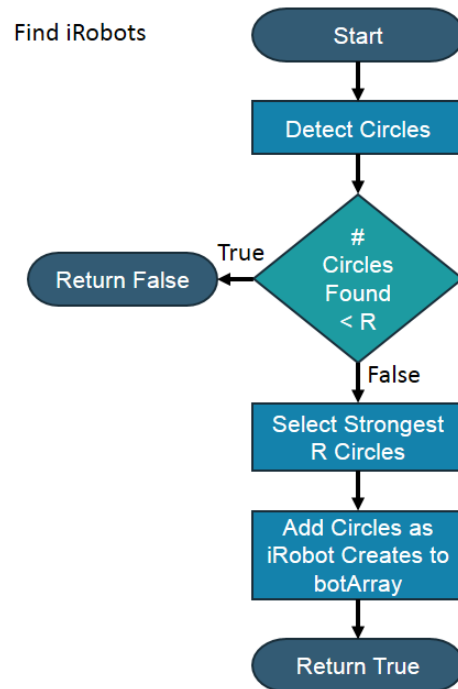 Find iRobots
Start
Detect Circles
#
Circles
Found
< R
True
Return False
False
Select Strongest
R Circles
Add Circles as
iRobot Creates to
botArray
Return True